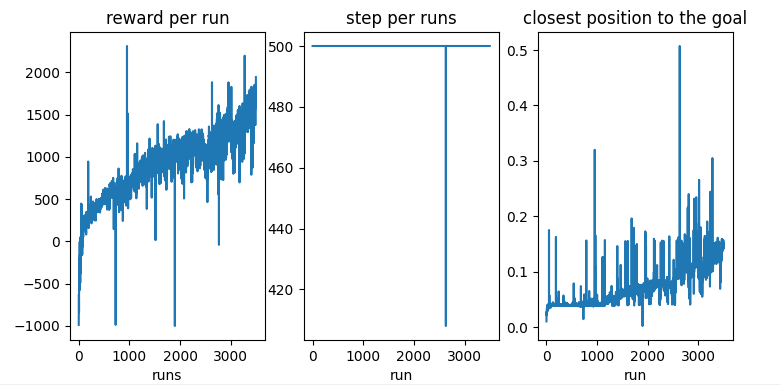 reward per run
2000
1500
1000
500
0
−500
−1000
0 1000 2000 3000
runs
step per runs
500
480
460
440
420
0 1000 2000 3000
run
closest position to the goal
0.5
0.4
0.3
0.2
0.1
0.0
0 1000 2000 3000
run